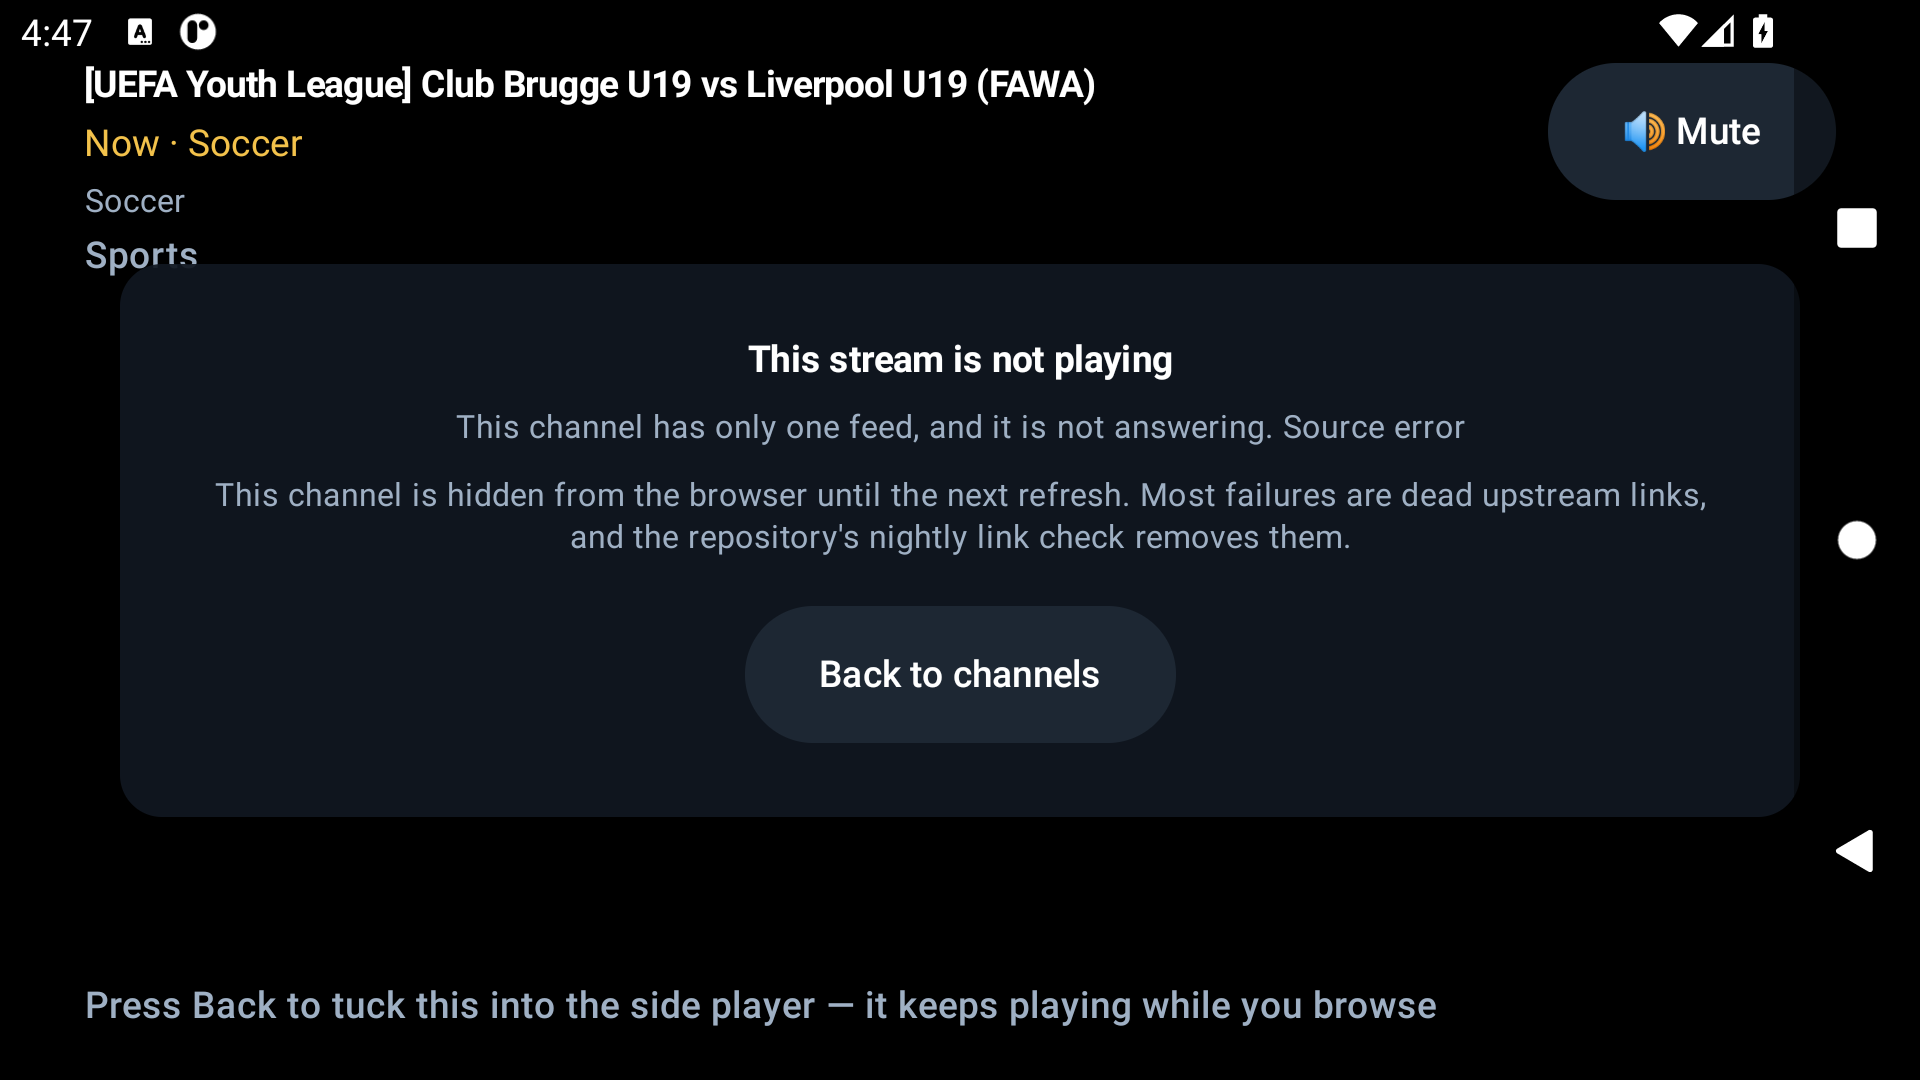 4:47
[UEFA Youth League] Club Brugge U19 vs Liverpool U19 (FAWA)
Now · Soccer
Soccer
Sports
🔊 Mute
This stream is not playing
This channel has only one feed, and it is not answering. Source error
This channel is hidden from the browser until the next refresh. Most failures are dead upstream links,
and the repository's nightly link check removes them.
Back to channels
Press Back to tuck this into the side player — it keeps playing while you browse